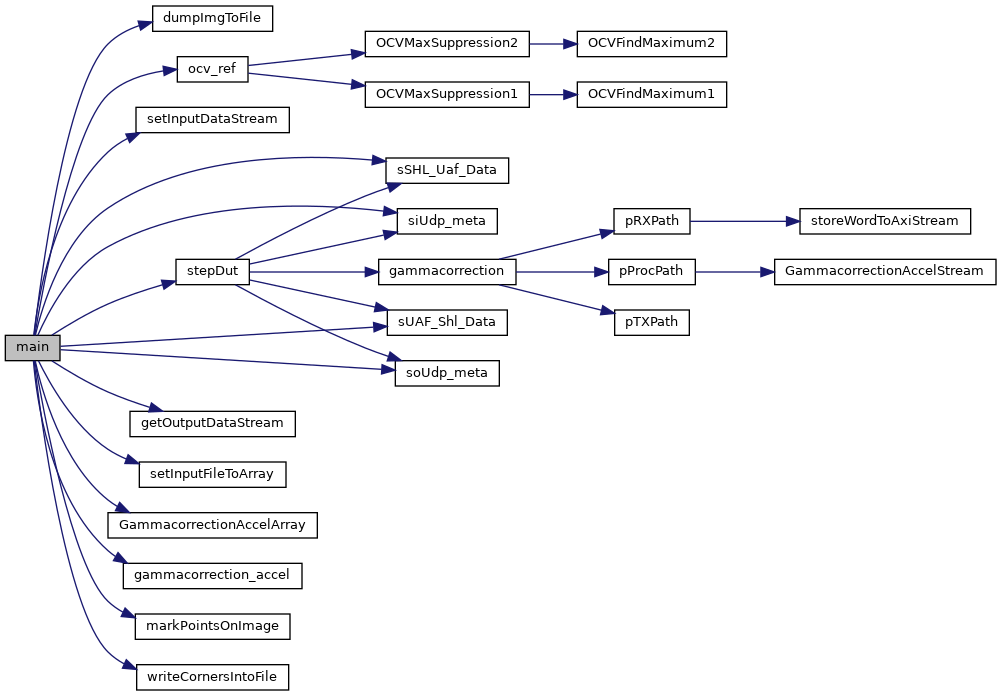 dumpImgToFile
OCVMaxSuppression2
OCVFindMaximum2
ocv_ref
OCVMaxSuppression1
OCVFindMaximum1
setInputDataStream
sSHL_Uaf_Data
siUdp_meta
pRXPath
storeWordToAxiStream
stepDut
gammacorrection
pProcPath
GammacorrectionAccelStream
sUAF_Shl_Data
pTXPath
main
soUdp_meta
getOutputDataStream
setInputFileToArray
GammacorrectionAccelArray
gammacorrection_accel
markPointsOnImage
writeCornersIntoFile